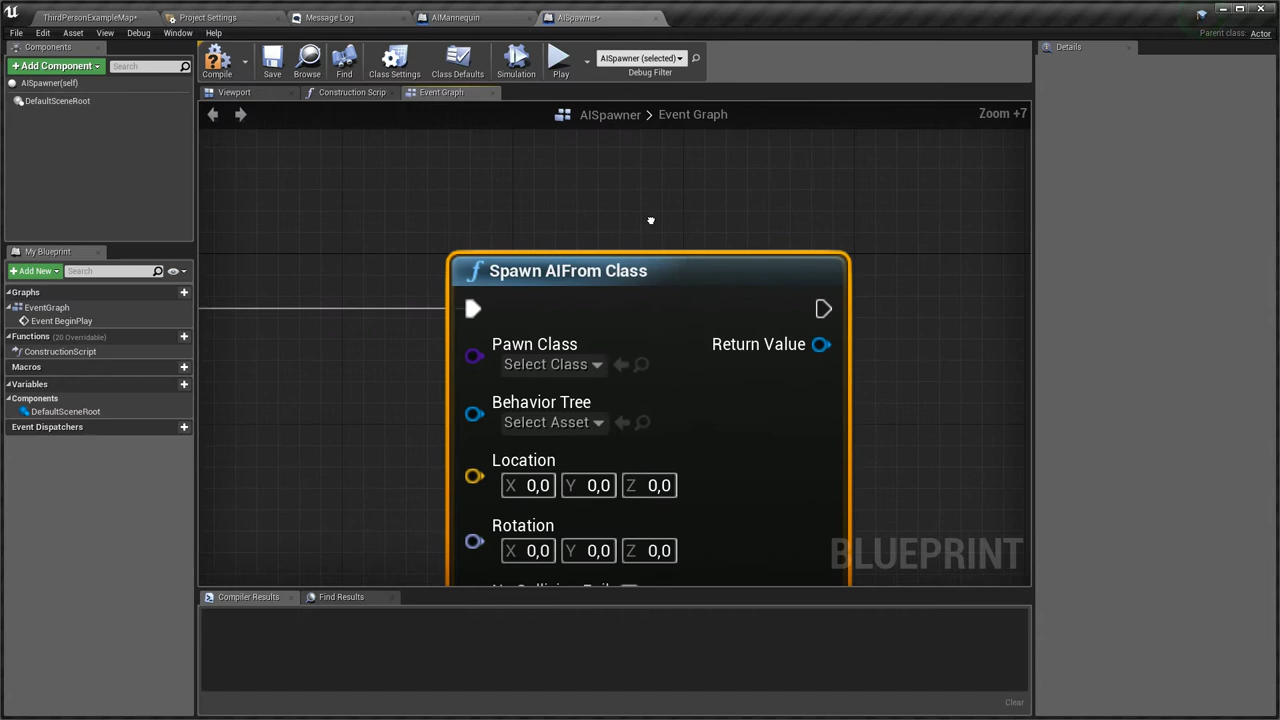 ThirdPersonExampleMap*
Project Settings
Message Log
AIMannequin
AISpawner*
File Edit Asset View Debug Window Help
Parent class: Actor
Components
+ Add Component
Search
AISpawner(self)
DefaultSceneRoot
Compile
Save
Browse
Find
Class Settings
Class Defaults
Simulation
Play
AISpawner (selected)
Debug Filter
Details
Viewport
Construction Scrip
Event Graph
AISpawner > Event Graph
Zoom +7
My Blueprint
+ Add New
Search
Graphs
EventGraph
Event BeginPlay
Functions (20 Overridable)
ConstructionScript
Macros
Variables
Components
DefaultSceneRoot
Event Dispatchers
f Spawn AIFrom Class
Pawn Class
Select Class
Return Value
Behavior Tree
Select Asset
Location
X 0,0 Y 0,0 Z 0,0
Rotation
X 0,0 Y 0,0 Z 0,0
BLUEPRINT
Compiler Results
Find Results
Clear